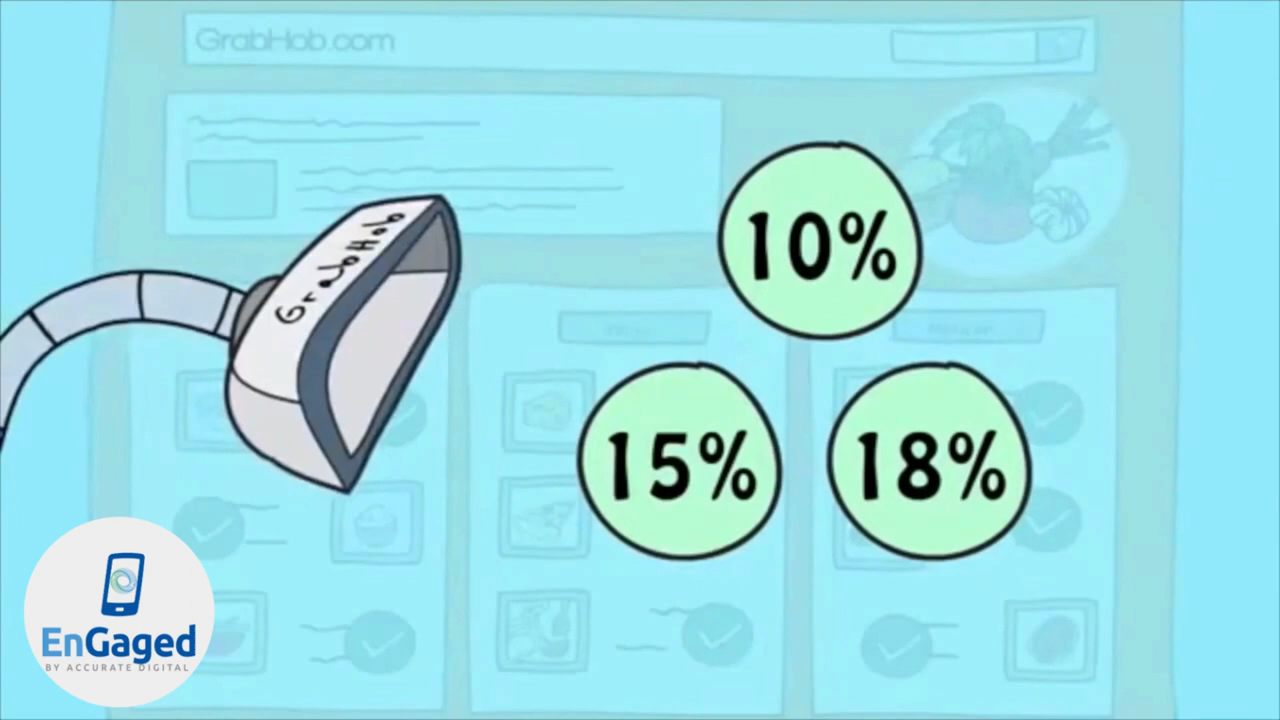 GrabHob.com
GrabHob
10%
15%
18%
EnGaged
BY ACCURATE DIGITAL